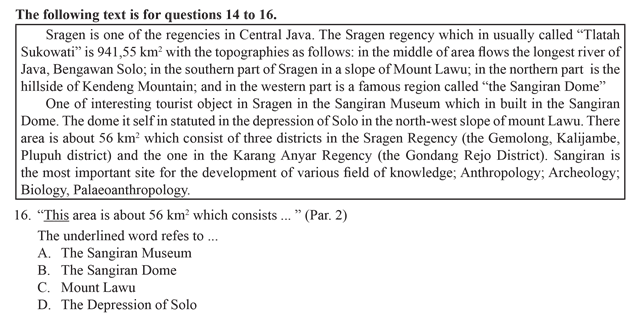 The following text is for questions 14 to 16.
Sragen is one of the regencies in Central Java. The Sragen regency which in usually called “Tlatah
Sukowati” is 941,55 km² with the topographies as follows: in the middle of area flows the longest river of
Java, Bengawan Solo; in the southern part of Sragen in a slope of Mount Lawu; in the northern part is the
hillside of Kendeng Mountain; and in the western part is a famous region called “the Sangiran Dome”
One of interesting tourist object in Sragen in the Sangiran Museum which in built in the Sangiran
Dome. The dome it self in statuted in the depression of Solo in the north-west slope of mount Lawu. There
area is about 56 km² which consist of three districts in the Sragen Regency (the Gemolong, Kalijambe,
Plupuh district) and the one in the Karang Anyar Regency (the Gondang Rejo District). Sangiran is
the most important site for the development of various field of knowledge; Anthropology; Archeology;
Biology, Palaeoanthropology.
16. “This area is about 56 km² which consists ... ” (Par. 2)
The underlined word refes to ...
A. The Sangiran Museum
B. The Sangiran Dome
C. Mount Lawu
D. The Depression of Solo